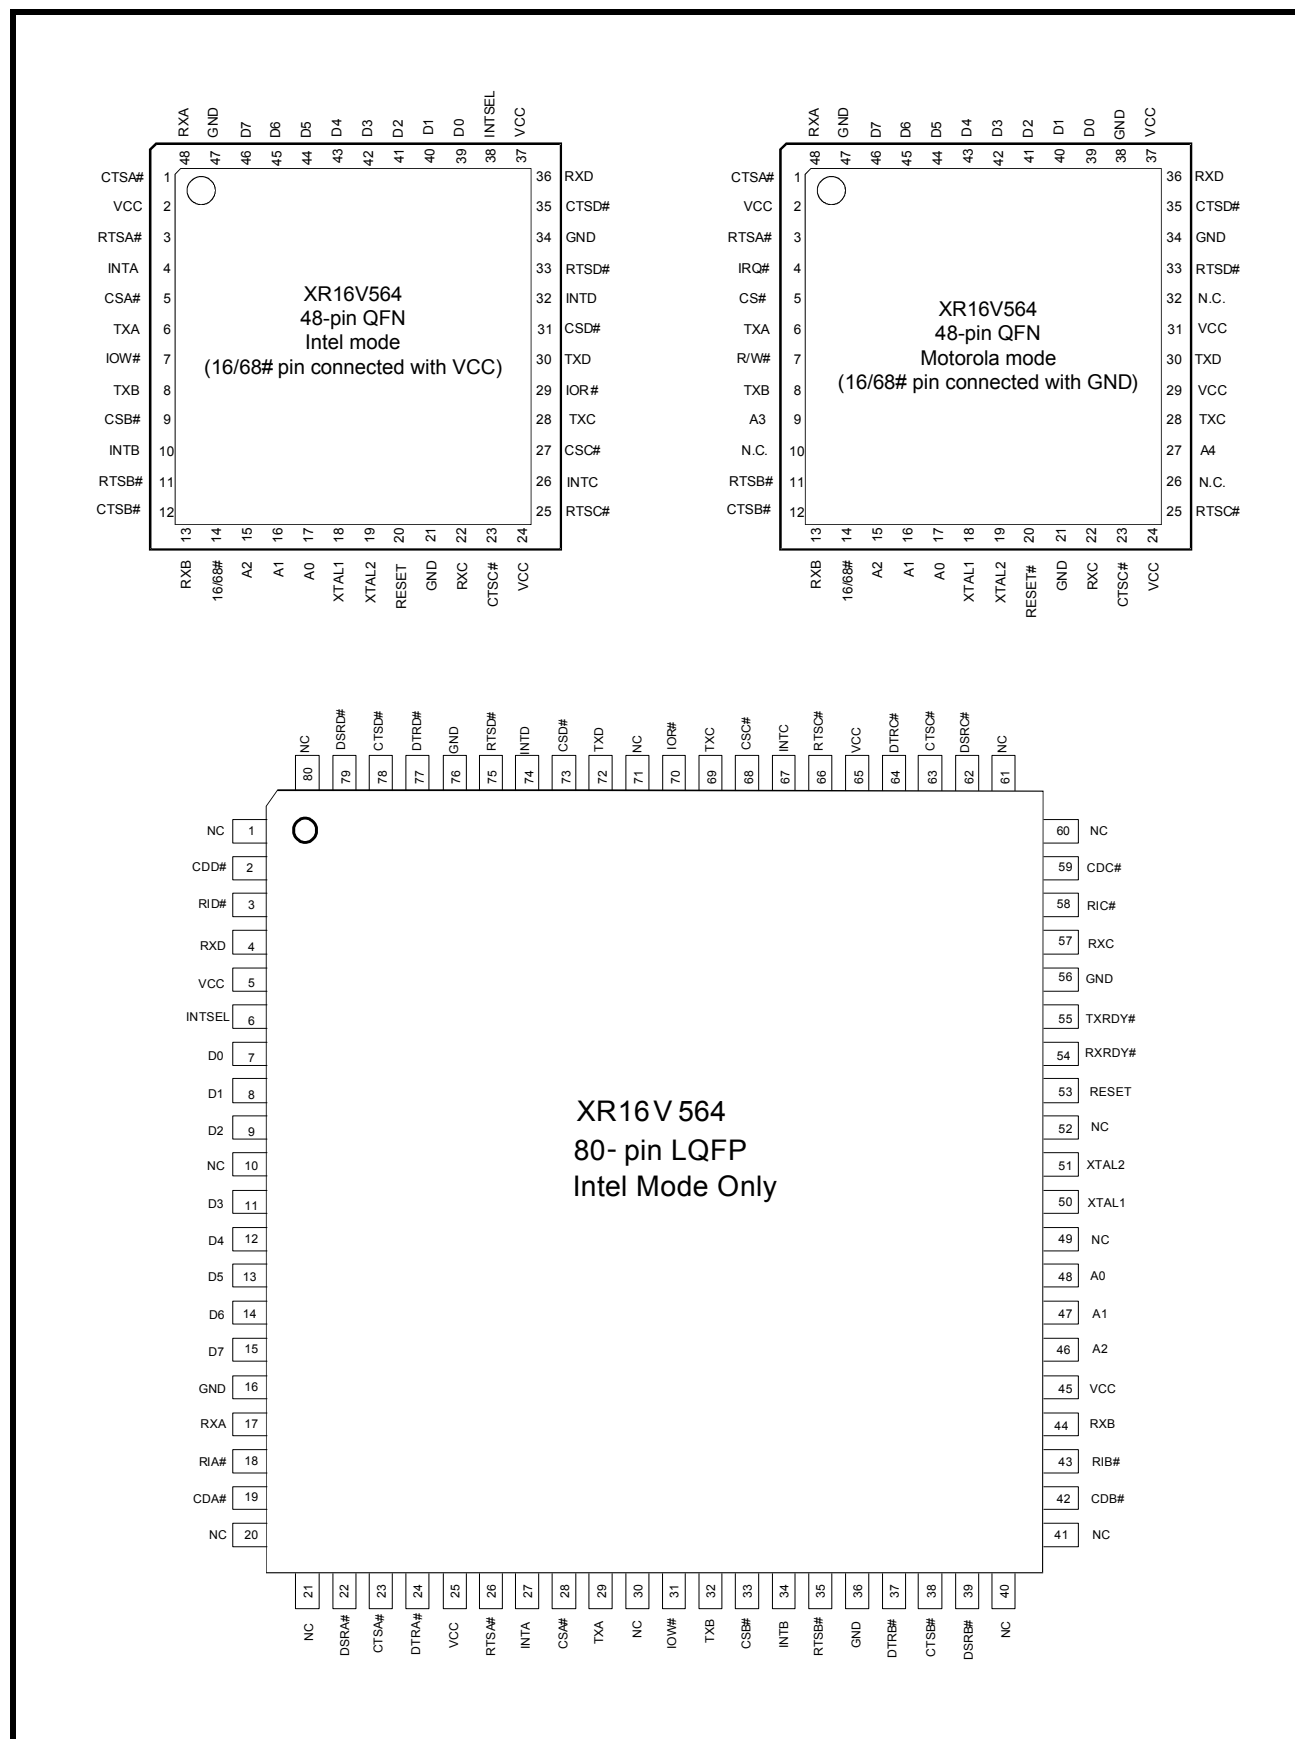 RXA GND D7 D6 D5 D4 D3 D2 D1 D0 INTSEL VCC
48 47 46 45 44 43 42 41 40 39 38 37
CTSA# 1 36 RXD
VCC 2 35 CTSD#
RTSA# 3 34 GND
INTA 4 33 RTSD#
CSA# 5 32 INTD
TXA 6 31 CSD#
IOW# 7 30 TXD
TXB 8 29 IOR#
CSB# 9 28 TXC
INTB 10 27 CSC#
RTSB# 11 26 INTC
CTSB# 12 25 RTSC#
XR16V564
48-pin QFN
Intel mode
(16/68# pin connected with VCC)
13 14 15 16 17 18 19 20 21 22 23 24
RXB 16/68# A2 A1 A0 XTAL1 XTAL2 RESET GND RXC CTSC# VCC
RXA GND D7 D6 D5 D4 D3 D2 D1 D0 GND VCC
48 47 46 45 44 43 42 41 40 39 38 37
CTSA# 1 36 RXD
VCC 2 35 CTSD#
RTSA# 3 34 GND
IRQ# 4 33 RTSD#
CS# 5 32 N.C.
TXA 6 31 VCC
R/W# 7 30 TXD
TXB 8 29 VCC
A3 9 28 TXC
N.C. 10 27 A4
RTSB# 11 26 N.C.
CTSB# 12 25 RTSC#
XR16V564
48-pin QFN
Motorola mode
(16/68# pin connected with GND)
13 14 15 16 17 18 19 20 21 22 23 24
RXB 16/68# A2 A1 A0 XTAL1 XTAL2 RESET# GND RXC CTSC# VCC
NC DSRD# CTSD# DTRD# GND RTSD# INTD CSD# TXD NC IOR# TXC CSC# INTC RTSC# VCC DTRC# CTSC# DSRC# NC
80 79 78 77 76 75 74 73 72 71 70 69 68 67 66 65 64 63 62 61
NC 1 60 NC
CDD# 2 59 CDC#
RID# 3 58 RIC#
RXD 4 57 RXC
VCC 5 56 GND
INTSEL 6 55 TXRDY#
D0 7 54 RXRDY#
D1 8 53 RESET
D2 9 52 NC
NC 10 51 XTAL2
D3 11 50 XTAL1
D4 12 49 NC
D5 13 48 A0
D6 14 47 A1
D7 15 46 A2
GND 16 45 VCC
RXA 17 44 RXB
RIA# 18 43 RIB#
CDA# 19 42 CDB#
NC 20 41 NC
XR16V564
80- pin LQFP
Intel Mode Only
21 22 23 24 25 26 27 28 29 30 31 32 33 34 35 36 37 38 39 40
NC DSRA# CTSA# DTRA# VCC RTSA# INTA CSA# TXA NC IOW# TXB CSB# INTB RTSB# GND DTRB# CTSB# DSRB# NC